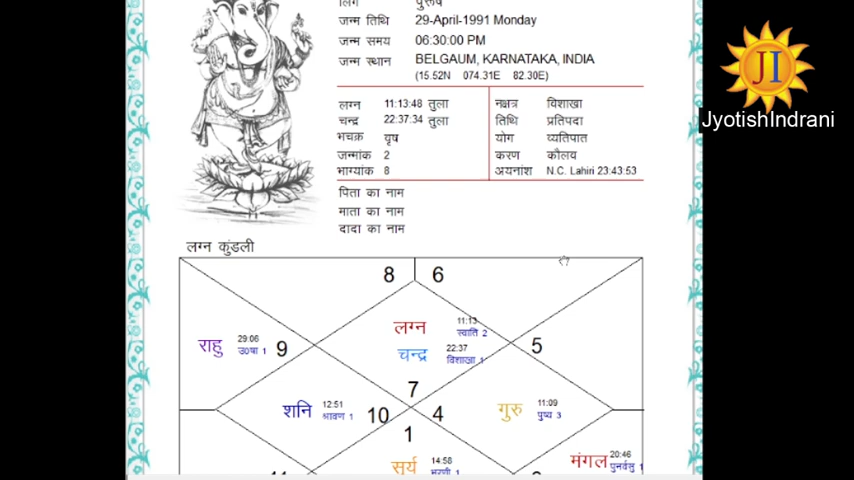 लिंग पुरूष
जन्म तिथि 29-April-1991 Monday
जन्म समय 06:30:00 PM
जन्म स्थान BELGAUM, KARNATAKA, INDIA
(15.52N 074.31E 82.30E)
लग्न 11:13:48 तुला
चन्द्र 22:37:34 तुला
भचक्र वृष
जन्मांक 2
भाग्यांक 8
नक्षत्र विशाखा
तिथि प्रतिपदा
योग व्यतिपात
करण कौलव
अयनांश N.C. Lahiri 23:43:53
पिता का नाम
माता का नाम
दादा का नाम
JI
JyotishIndrani
लग्न कुंडली
8 6
लग्न 11:13
स्वाति 2
चन्द्र 22:37
विशाखा 1
राहु 29:06
उ0षा 1
9
5
7
शनि 12:51
श्रावण 1
10
4
गुरु 11:09
पुष्य 3
1
सूर्य 14:58
भरणी 1
मंगल 20:46
पुनर्वसु 1